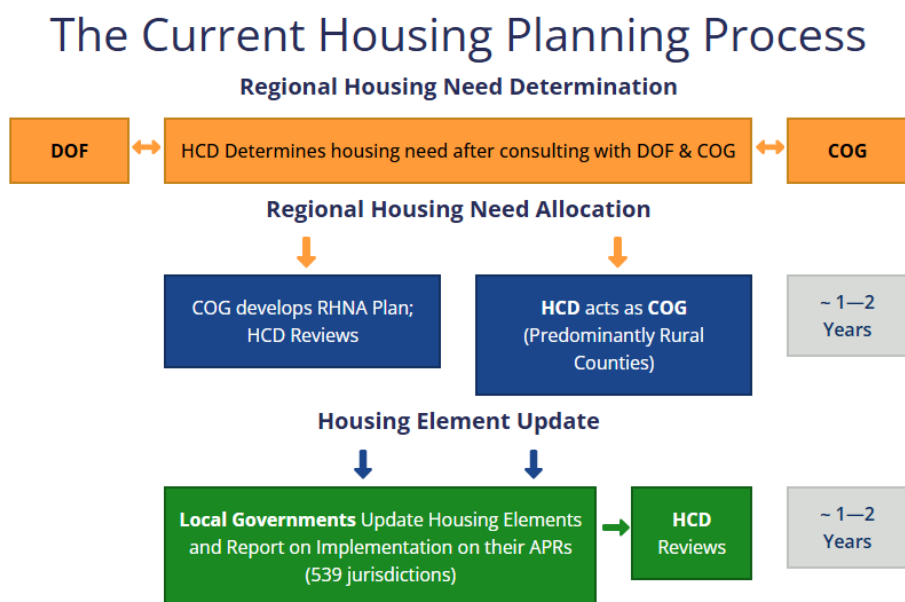 The Current Housing Planning Process
Regional Housing Need Determination
DOF
HCD Determines housing need after consulting with DOF & COG
COG
Regional Housing Need Allocation
COG develops RHNA Plan;
HCD Reviews
HCD acts as COG
(Predominantly Rural
Counties)
~ 1—2
Years
Housing Element Update
Local Governments Update Housing Elements
and Report on Implementation on their APRs
(539 jurisdictions)
HCD
Reviews
~ 1—2
Years